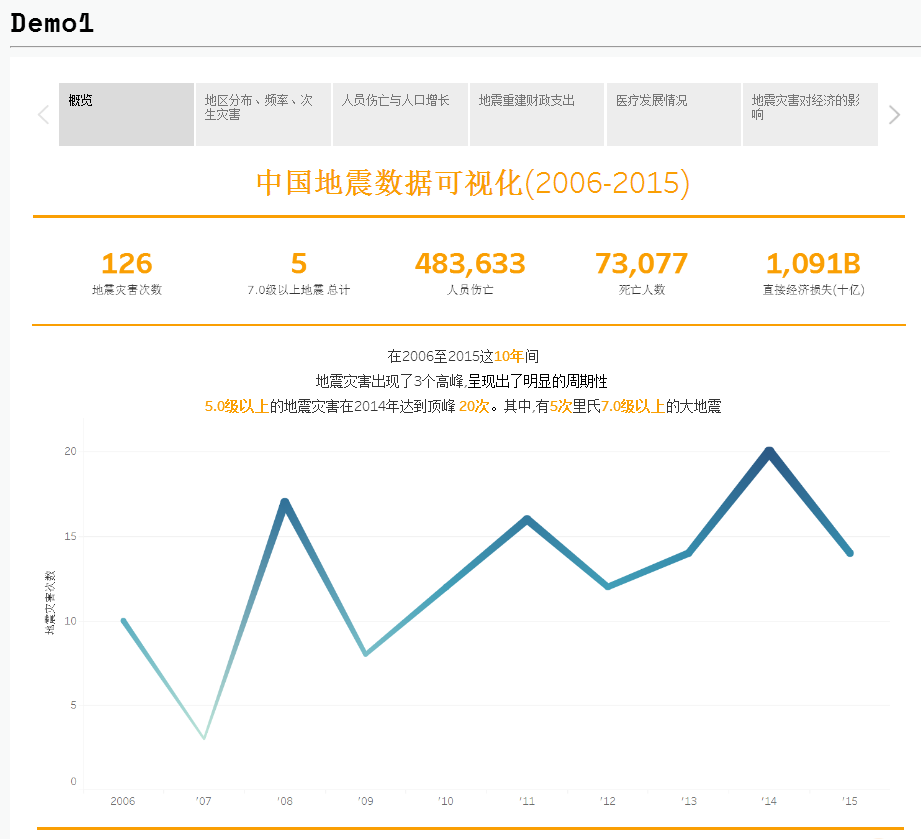 Demo1
概览
地区分布、频率、次
生灾害
人员伤亡与人口增长
地震重建财政支出
医疗发展情况
地震灾害对经济的影
响
中国地震数据可视化(2006-2015)
126
地震灾害次数
5
7.0级以上地震 总计
483,633
人员伤亡
73,077
死亡人数
1,091B
直接经济损失(十亿)
在2006至2015这10年间
地震灾害出现了3个高峰,呈现出了明显的周期性
5.0级以上的地震灾害在2014年达到顶峰 20次。其中,有5次里氏7.0级以上的大地震
地震灾害次数
20
15
10
5
0
2006 '07 '08 '09 '10 '11 '12 '13 '14 '15